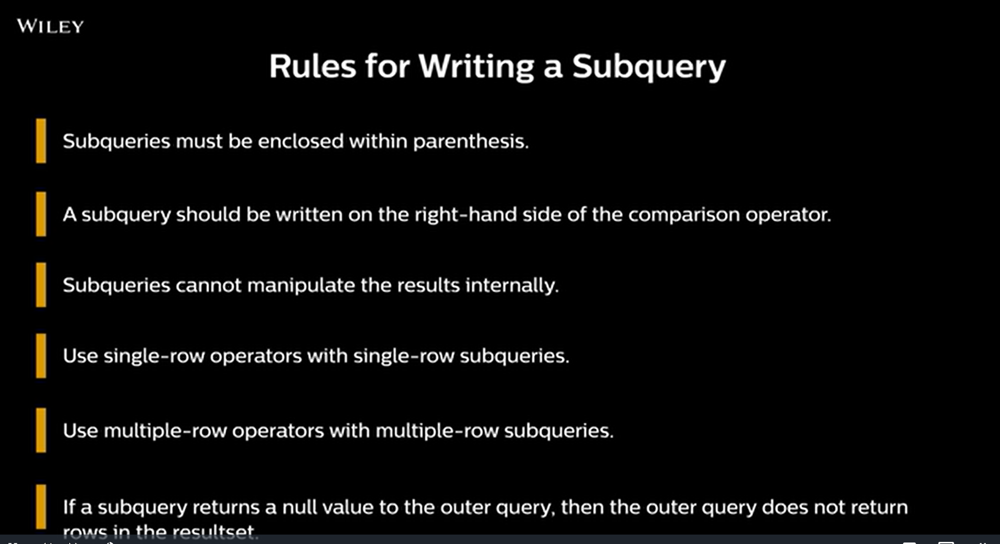 WILEY
Rules for Writing a Subquery
Subqueries must be enclosed within parenthesis.
A subquery should be written on the right-hand side of the comparison operator.
Subqueries cannot manipulate the results internally.
Use single-row operators with single-row subqueries.
Use multiple-row operators with multiple-row subqueries.
If a subquery returns a null value to the outer query, then the outer query does not return
rows in the resultset.